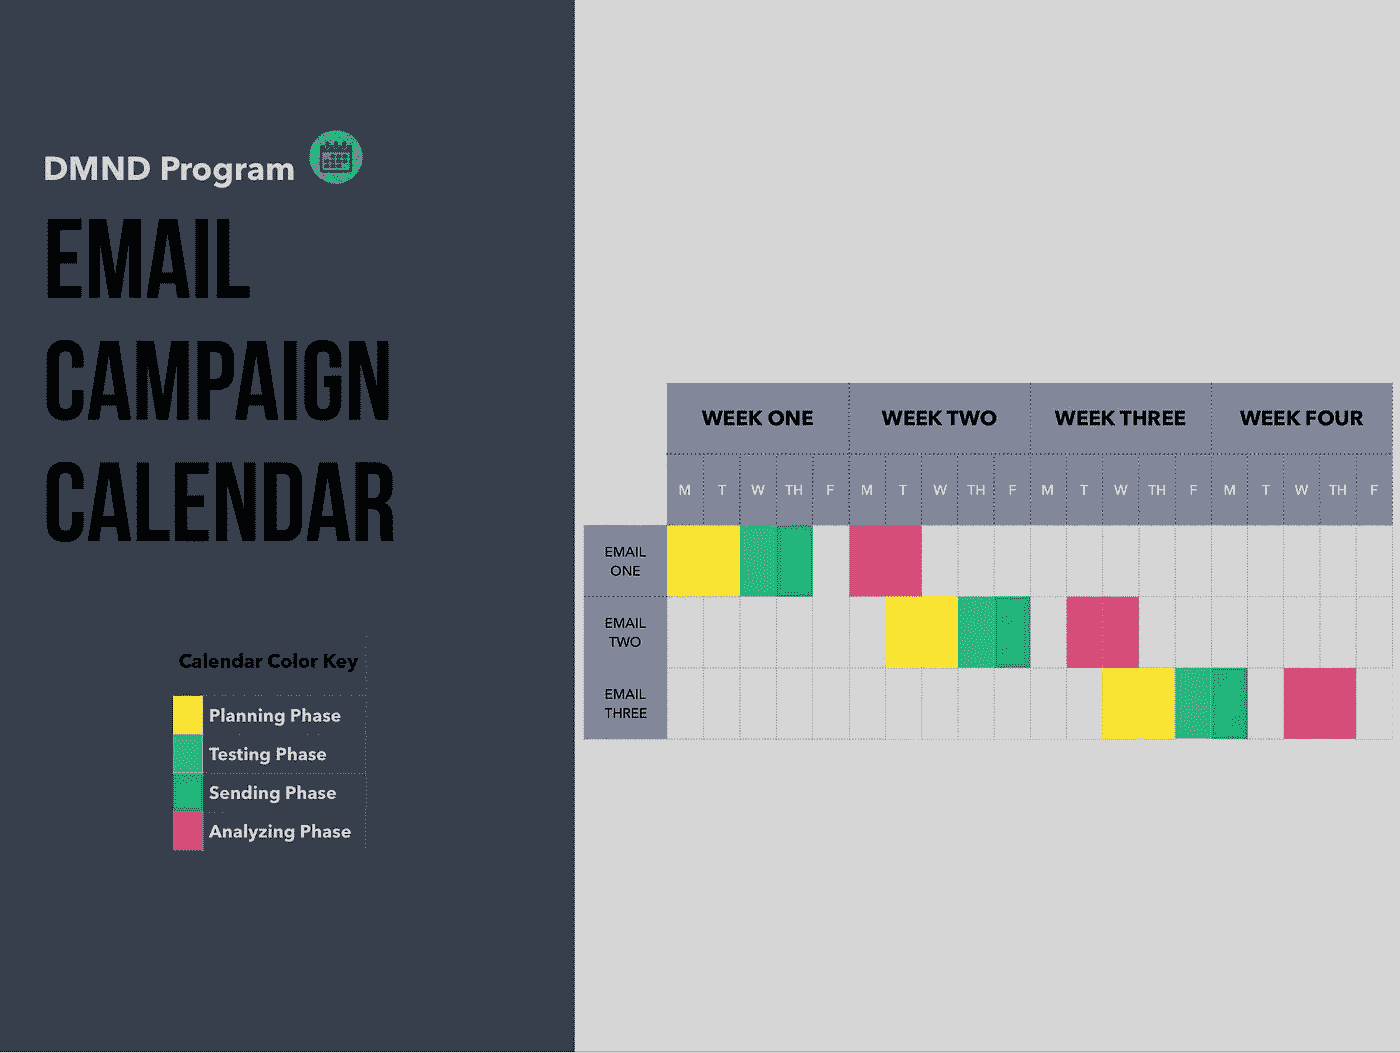 DMND Program
EMAIL
CAMPAIGN
CALENDAR
Calendar Color Key
Planning Phase
Testing Phase
Sending Phase
Analyzing Phase
WEEK ONE WEEK TWO WEEK THREE WEEK FOUR
M T W TH F M T W TH F M T W TH F M T W TH F
EMAIL
ONE
EMAIL
TWO
EMAIL
THREE